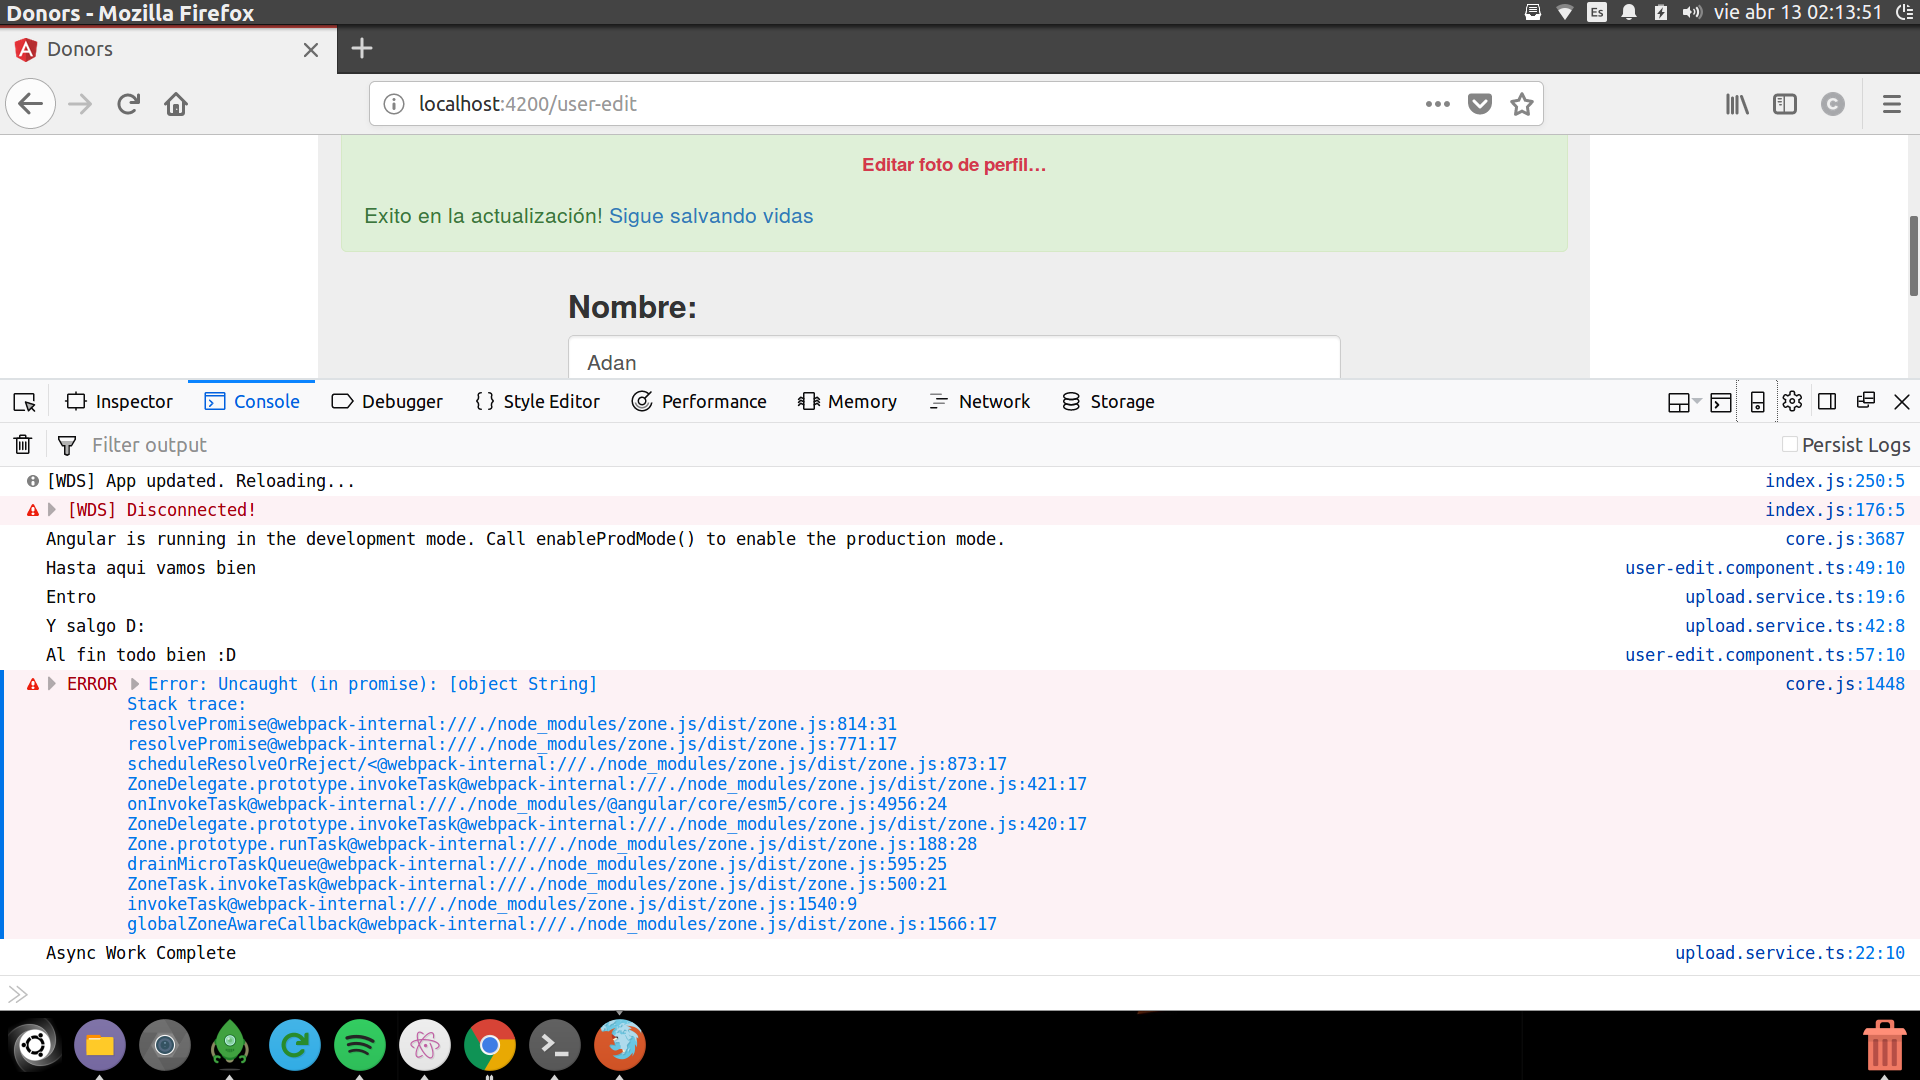 Donors - Mozilla Firefox
Es
vie abr 13 02:13:51
Donors
localhost:4200/user-edit
C
Editar foto de perfil...
Exito en la actualización! Sigue salvando vidas
Nombre:
Adan
Inspector
Console
Debugger
{ } Style Editor
Performance
Memory
Network
Storage
Filter output
Persist Logs
[WDS] App updated. Reloading... index.js:250:5
[WDS] Disconnected! index.js:176:5
Angular is running in the development mode. Call enableProdMode() to enable the production mode. core.js:3687
Hasta aqui vamos bien user-edit.component.ts:49:10
Entro upload.service.ts:19:6
Y salgo D: upload.service.ts:42:8
Al fin todo bien :D user-edit.component.ts:57:10
ERROR Error: Uncaught (in promise): [object String] core.js:1448
Stack trace:
resolvePromise@webpack-internal:///./node_modules/zone.js/dist/zone.js:814:31
resolvePromise@webpack-internal:///./node_modules/zone.js/dist/zone.js:771:17
scheduleResolveOrReject/<@webpack-internal:///./node_modules/zone.js/dist/zone.js:873:17
ZoneDelegate.prototype.invokeTask@webpack-internal:///./node_modules/zone.js/dist/zone.js:421:17
onInvokeTask@webpack-internal:///./node_modules/@angular/core/esm5/core.js:4956:24
ZoneDelegate.prototype.invokeTask@webpack-internal:///./node_modules/zone.js/dist/zone.js:420:17
Zone.prototype.runTask@webpack-internal:///./node_modules/zone.js/dist/zone.js:188:28
drainMicroTaskQueue@webpack-internal:///./node_modules/zone.js/dist/zone.js:595:25
ZoneTask.invokeTask@webpack-internal:///./node_modules/zone.js/dist/zone.js:500:21
invokeTask@webpack-internal:///./node_modules/zone.js/dist/zone.js:1540:9
globalZoneAwareCallback@webpack-internal:///./node_modules/zone.js/dist/zone.js:1566:17
Async Work Complete upload.service.ts:22:10